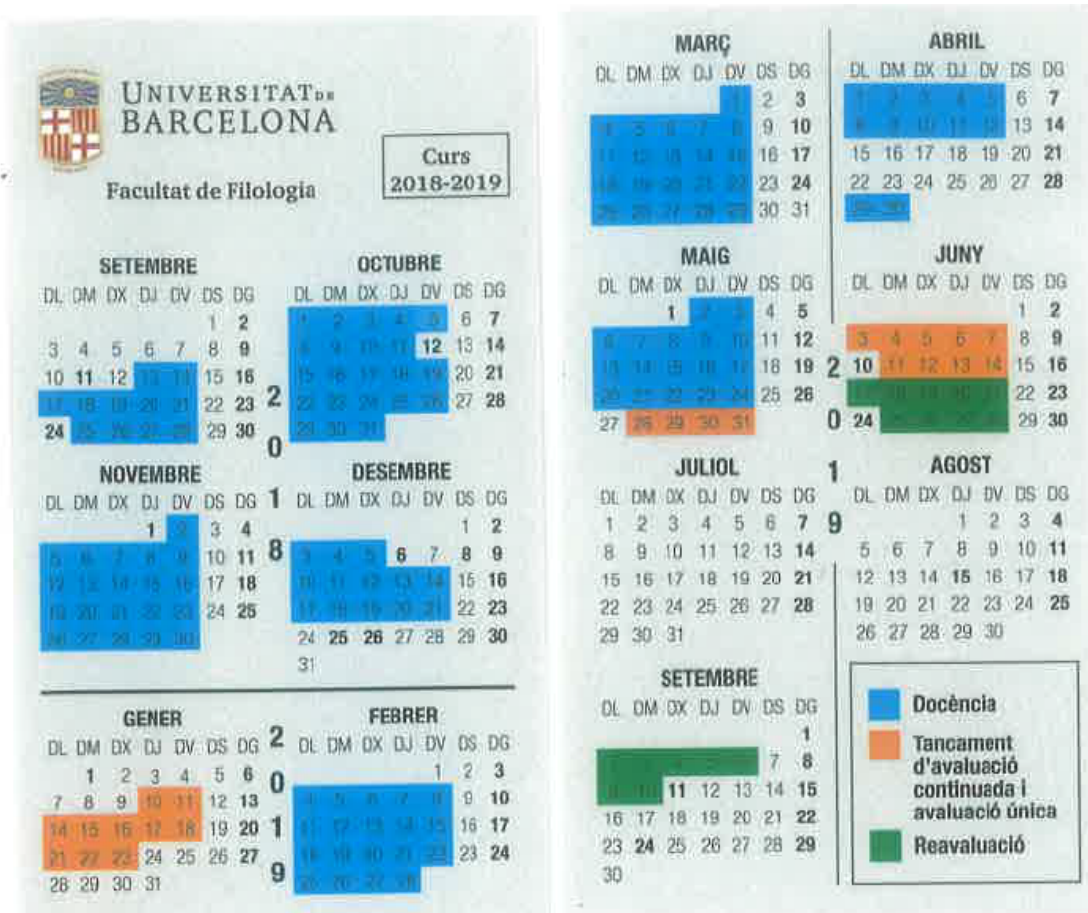 UNIVERSITAT DE
BARCELONA
Facultat de Filologia
Curs
2018-2019
SETEMBRE
DL DM DX DJ DV DS DG
1 2
3 4 5 6 7 8 9
10 11 12 13 14 15 16
17 18 19 20 21 22 23
24 25 26 27 28 29 30
OCTUBRE
DL DM DX DJ DV DS DG
1 2 3 4 5 6 7
8 9 10 11 12 13 14
15 16 17 18 19 20 21
22 23 24 25 26 27 28
29 30 31
2
0
1
8
NOVEMBRE
DL DM DX DJ DV DS DG
1 2 3 4
5 6 7 8 9 10 11
12 13 14 15 16 17 18
19 20 21 22 23 24 25
26 27 28 29 30
DESEMBRE
DL DM DX DJ DV DS DG
1 2
3 4 5 6 7 8 9
10 11 12 13 14 15 16
17 18 19 20 21 22 23
24 25 26 27 28 29 30
31
GENER
DL DM DX DJ DV DS DG
1 2 3 4 5 6
7 8 9 10 11 12 13
14 15 16 17 18 19 20
21 22 23 24 25 26 27
28 29 30 31
2
0
1
9
FEBRER
DL DM DX DJ DV DS DG
1 2 3
4 5 6 7 8 9 10
11 12 13 14 15 16 17
18 19 20 21 22 23 24
25 26 27 28
MARÇ
DL DM DX DJ DV DS DG
1 2 3
4 5 6 7 8 9 10
11 12 13 14 15 16 17
18 19 20 21 22 23 24
25 26 27 28 29 30 31
ABRIL
DL DM DX DJ DV DS DG
1 2 3 4 5 6 7
8 9 10 11 12 13 14
15 16 17 18 19 20 21
22 23 24 25 26 27 28
29 30
MAIG
DL DM DX DJ DV DS DG
1 2 3 4 5
6 7 8 9 10 11 12
13 14 15 16 17 18 19
20 21 22 23 24 25 26
27 28 29 30 31
2
0
1
9
JUNY
DL DM DX DJ DV DS DG
1 2
3 4 5 6 7 8 9
10 11 12 13 14 15 16
17 18 19 20 21 22 23
24 25 26 27 28 29 30
JULIOL
DL DM DX DJ DV DS DG
1 2 3 4 5 6 7
8 9 10 11 12 13 14
15 16 17 18 19 20 21
22 23 24 25 26 27 28
29 30 31
AGOST
DL DM DX DJ DV DS DG
1 2 3 4
5 6 7 8 9 10 11
12 13 14 15 16 17 18
19 20 21 22 23 24 25
26 27 28 29 30
SETEMBRE
DL DM DX DJ DV DS DG
1
7 8
11 12 13 14 15
16 17 18 19 20 21 22
23 24 25 26 27 28 29
30
Docència
Tancament
d'avaluació
continuada i
avaluació única
Reavaluació